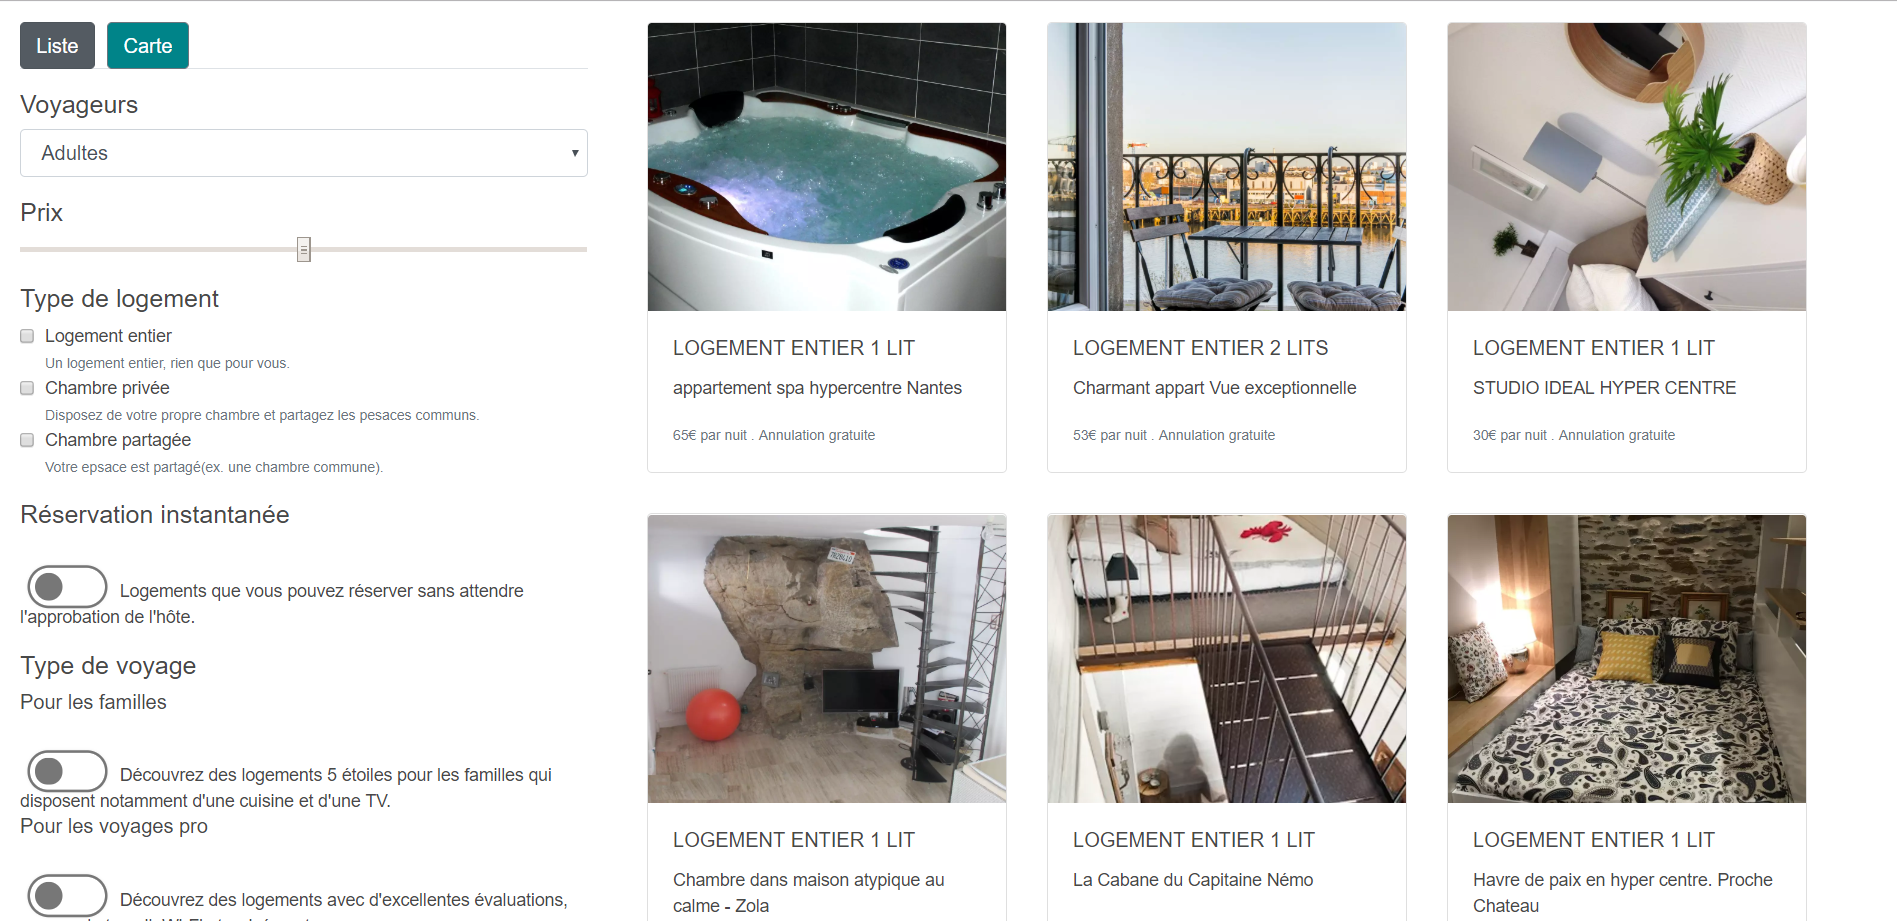 Liste
Carte
Voyageurs
Adultes
Prix
Type de logement
Logement entier
Un logement entier, rien que pour vous.
Chambre privée
Disposez de votre propre chambre et partagez les pesaces communs.
Chambre partagée
Votre epsace est partagé(ex. une chambre commune).
Réservation instantanée
Logements que vous pouvez réserver sans attendre
l'approbation de l'hôte.
Type de voyage
Pour les familles
Découvrez des logements 5 étoiles pour les familles qui
disposent notamment d'une cuisine et d'une TV.
Pour les voyages pro
Découvrez des logements avec d'excellentes évaluations,
LOGEMENT ENTIER 1 LIT
appartement spa hypercentre Nantes
65€ par nuit . Annulation gratuite
LOGEMENT ENTIER 2 LITS
Charmant appart Vue exceptionnelle
53€ par nuit . Annulation gratuite
LOGEMENT ENTIER 1 LIT
STUDIO IDEAL HYPER CENTRE
30€ par nuit . Annulation gratuite
LOGEMENT ENTIER 1 LIT
Chambre dans maison atypique au
calme - Zola
LOGEMENT ENTIER 1 LIT
La Cabane du Capitaine Némo
LOGEMENT ENTIER 1 LIT
Havre de paix en hyper centre. Proche
Chateau